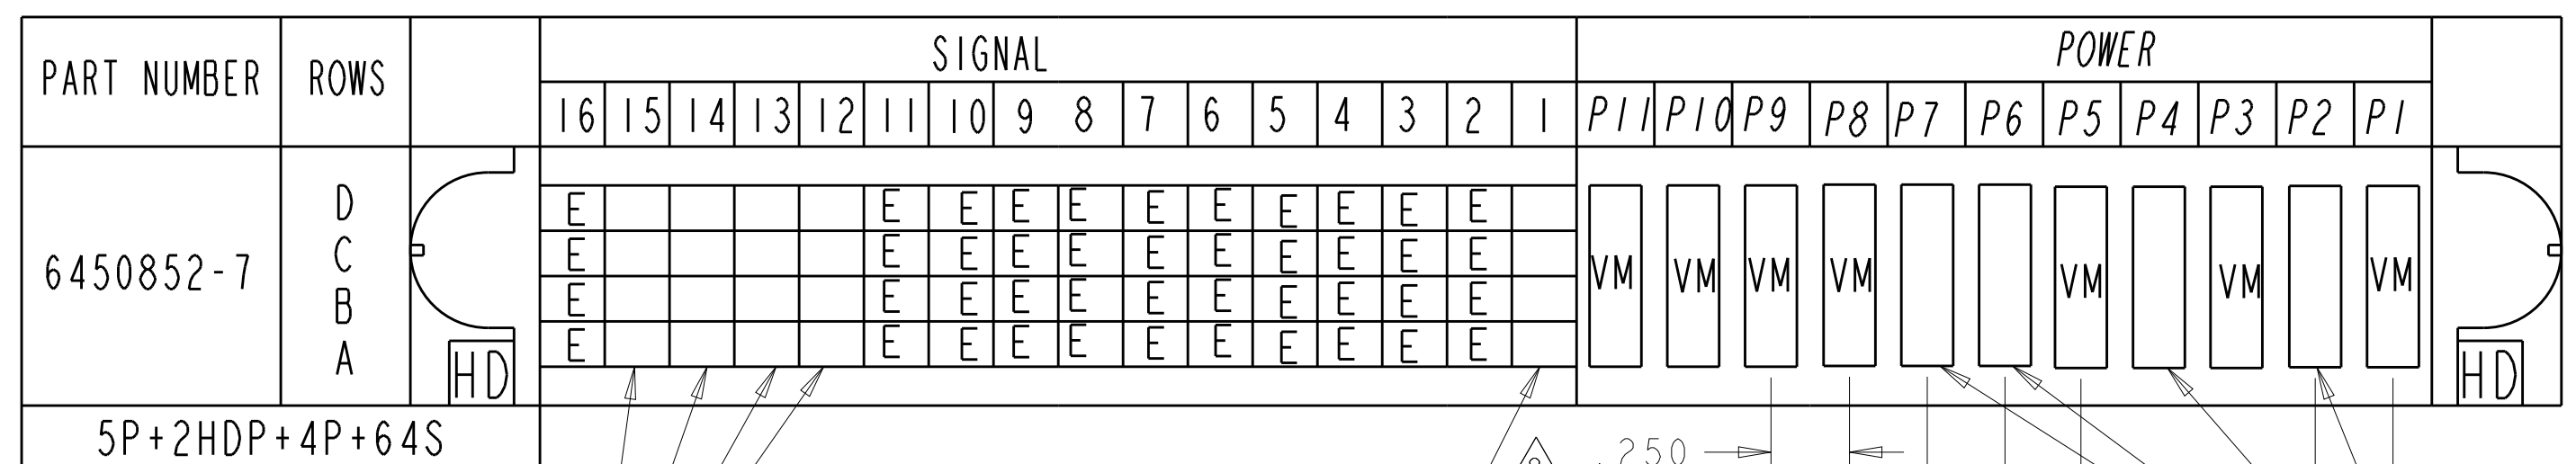 PART NUMBER ROWS SIGNAL POWER
16 15 14 13 12 11 10 9 8 7 6 5 4 3 2 1 P11 P10 P9 P8 P7 P6 P5 P4 P3 P2 P1
D E E E E E E E E E E E
C E E E E E E E E E E E
6450852-7 VM VM VM VM VM VM VM
B E E E E E E E E E E E
A E E E E E E E E E E E
HD HD
5P+2HDP+4P+64S
.250